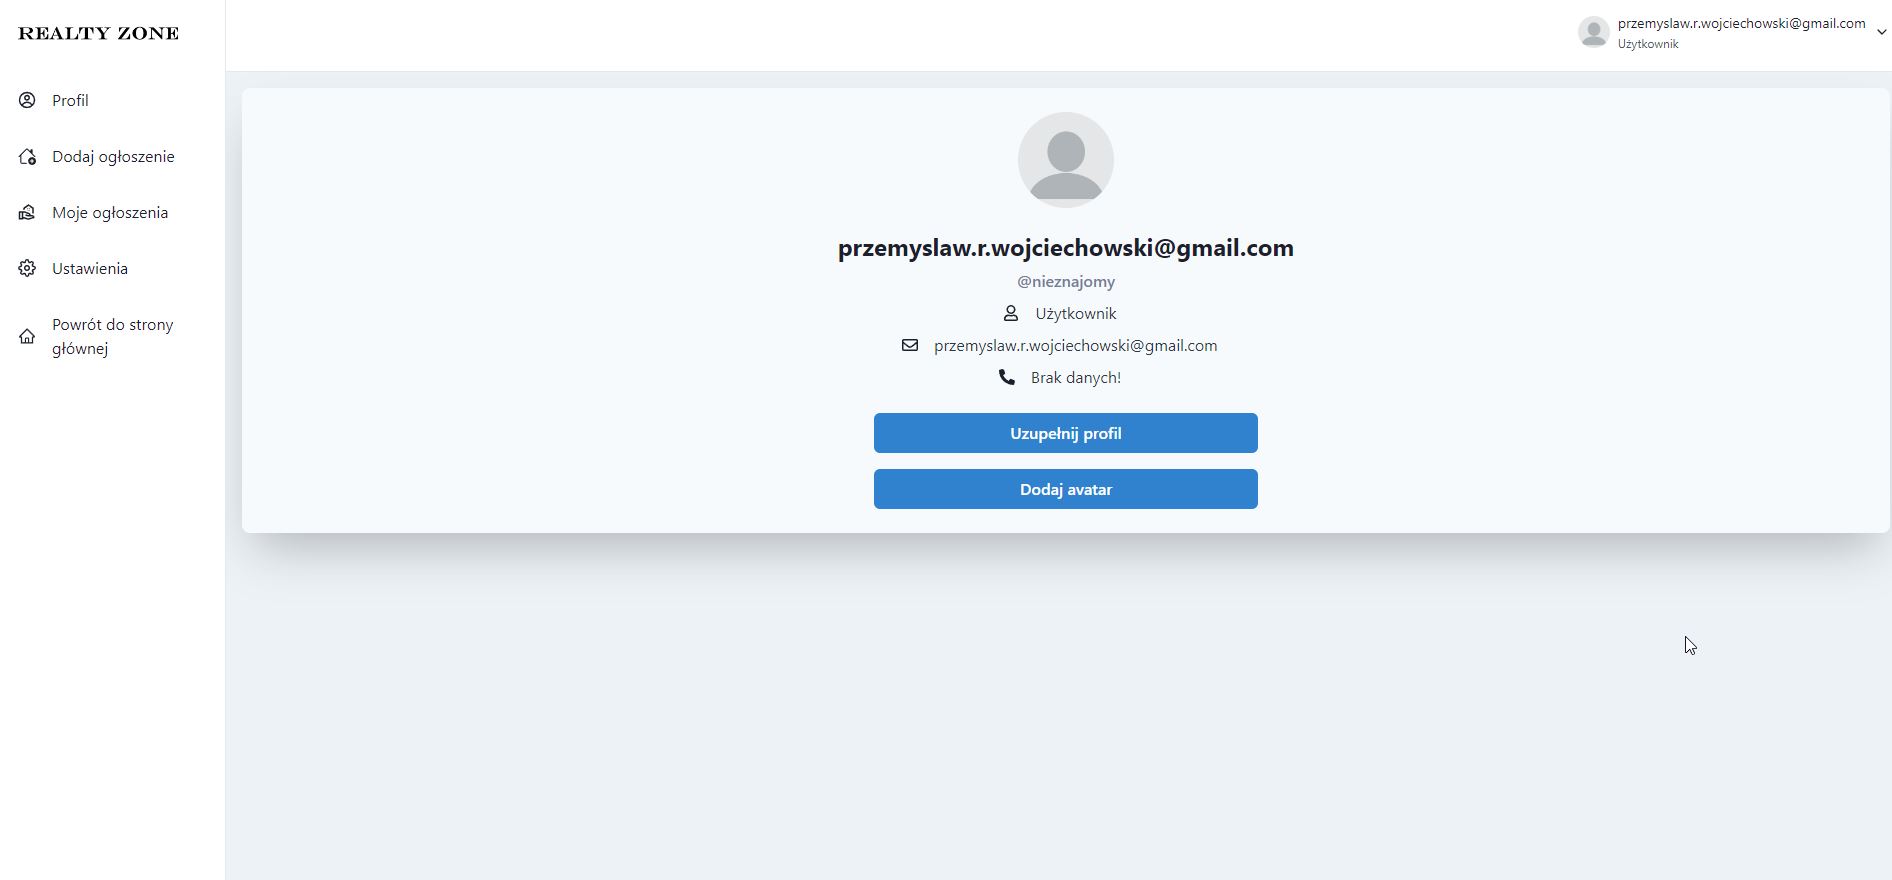 REALTY ZONE
przemyslaw.r.wojciechowski@gmail.com
Użytkownik
Profil
Dodaj ogłoszenie
Moje ogłoszenia
Ustawienia
Powrót do strony
głównej
przemyslaw.r.wojciechowski@gmail.com
@nieznajomy
Użytkownik
przemyslaw.r.wojciechowski@gmail.com
Brak danych!
Uzupełnij profil
Dodaj avatar